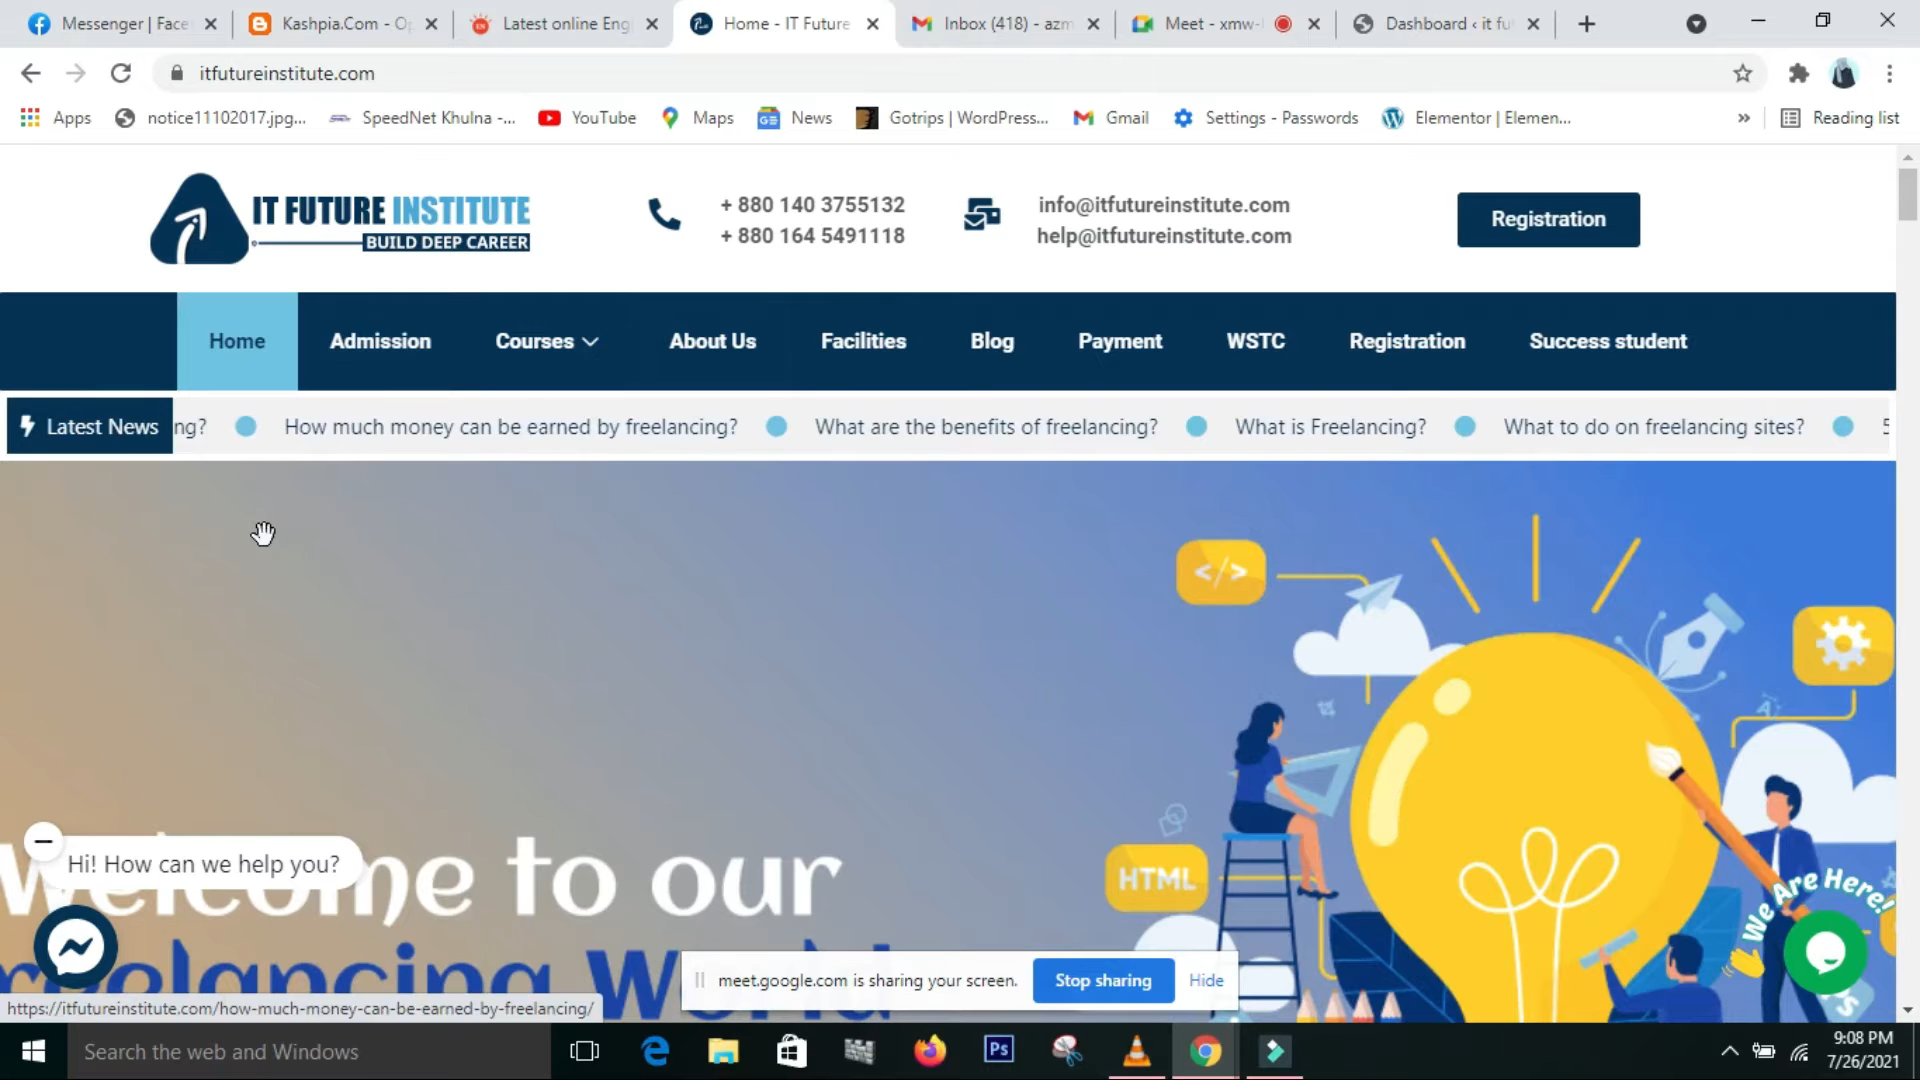 Messenger | Face
Kashpia.Com - Op
Latest online Eng
Home - IT Future
Inbox (418) - azm
Meet - xmw-
Dashboard ‹ it fu
itfutureinstitute.com
Apps
notice11102017.jpg...
SpeedNet Khulna -...
YouTube
Maps
News
Gotrips | WordPress...
Gmail
Settings - Passwords
Elementor | Elemen...
Reading list
IT FUTURE INSTITUTE
BUILD DEEP CAREER
+ 880 140 3755132
+ 880 164 5491118
info@itfutureinstitute.com
help@itfutureinstitute.com
Registration
Home
Admission
Courses
About Us
Facilities
Blog
Payment
WSTC
Registration
Success student
Latest News
ng?
How much money can be earned by freelancing?
What are the benefits of freelancing?
What is Freelancing?
What to do on freelancing sites?
</>
HTML
Welcome to our
Freelancing World
Hi! How can we help you?
We Are Here!
meet.google.com is sharing your screen.
Stop sharing
Hide
https://itfutureinstitute.com/how-much-money-can-be-earned-by-freelancing/
Search the web and Windows
Ps
9:08 PM
7/26/2021